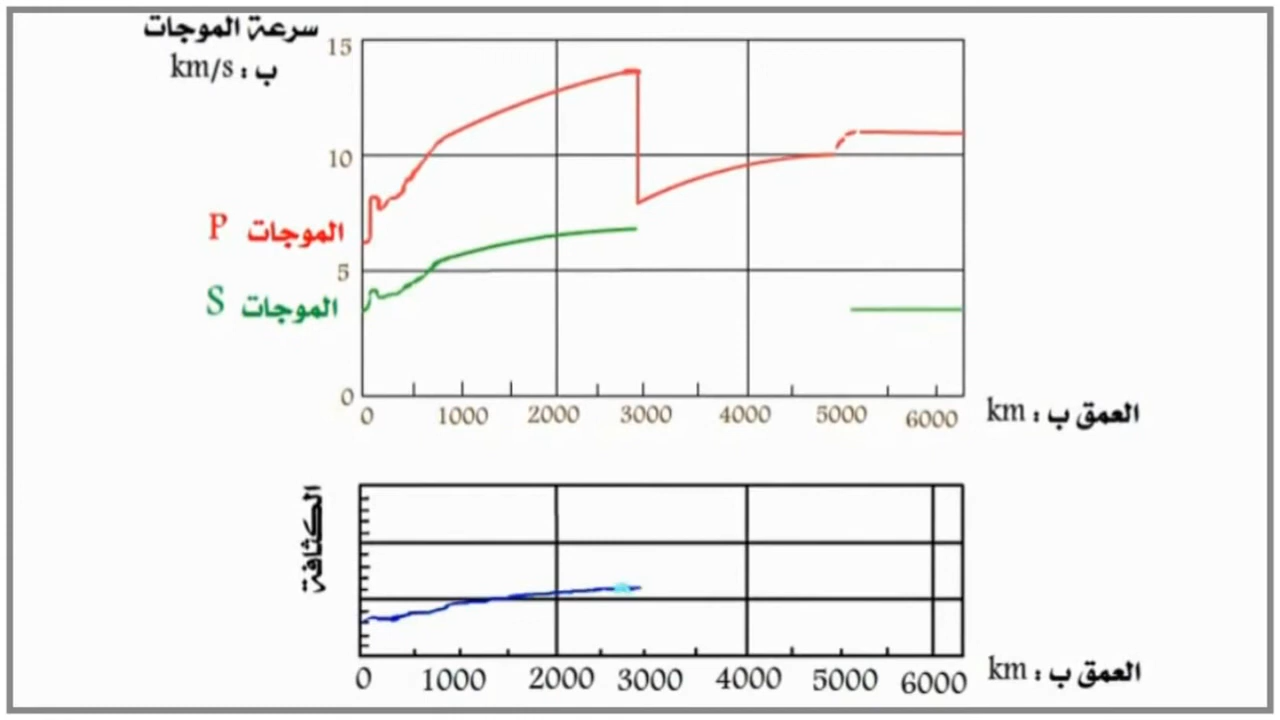 سرعة الموجات
ب : km/s
15
10
الموجات P
5
الموجات S
0
0 1000 2000 3000 4000 5000 6000
العمق ب : km
الكثافة
0 1000 2000 3000 4000 5000 6000
العمق ب : km